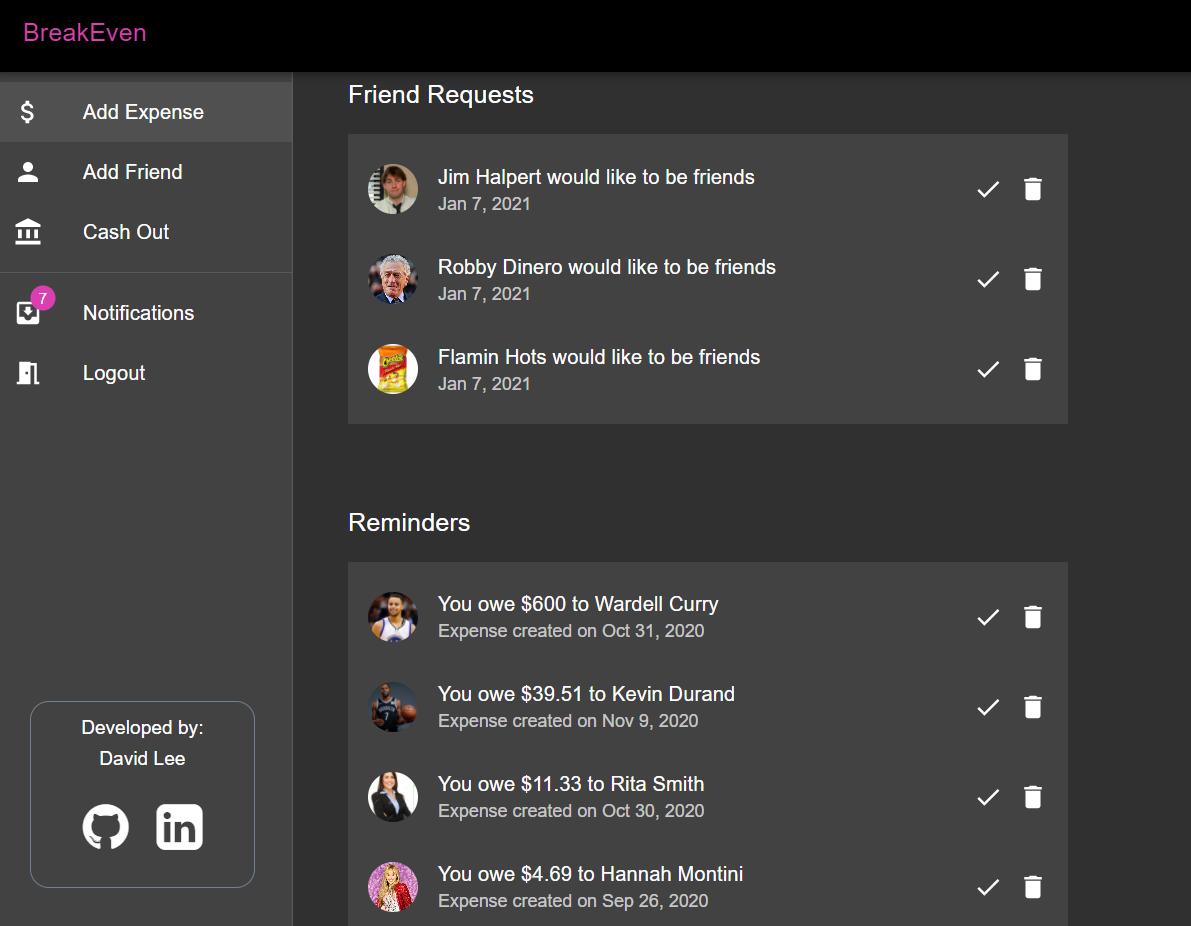 BreakEven
Add Expense
Add Friend
Cash Out
7
Notifications
Logout
Developed by:
David Lee
in
Friend Requests
Jim Halpert would like to be friends
Jan 7, 2021
Robby Dinero would like to be friends
Jan 7, 2021
Flamin Hots would like to be friends
Jan 7, 2021
Reminders
You owe $600 to Wardell Curry
Expense created on Oct 31, 2020
You owe $39.51 to Kevin Durand
Expense created on Nov 9, 2020
You owe $11.33 to Rita Smith
Expense created on Oct 30, 2020
You owe $4.69 to Hannah Montini
Expense created on Sep 26, 2020